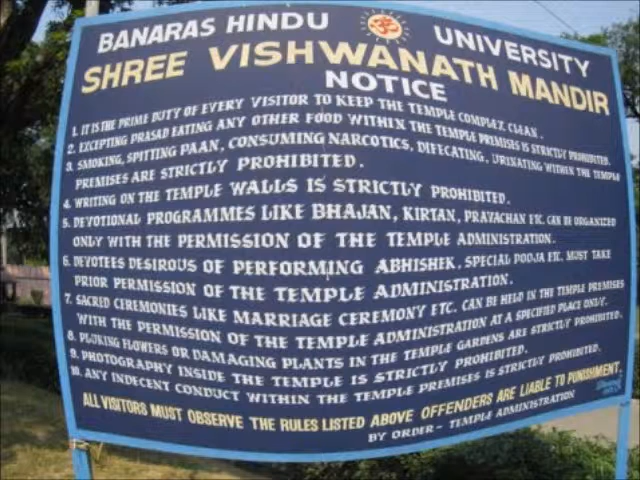 BANARAS HINDU UNIVERSITY
SHREE VISHWANATH MANDIR
NOTICE
1. IT IS THE PRIME DUTY OF EVERY VISITOR TO KEEP THE TEMPLE COMPLEX CLEAN.
2. EXCEPTING PRASAD EATING ANY OTHER FOOD WITHIN THE TEMPLE PREMISES IS STRICTLY PROHIBITED.
3. SMOKING, SPITTING PAAN, CONSUMING NARCOTICS, DEFECATING, URINATING WITHIN THE TEMPLE
PREMISES ARE STRICTLY PROHIBITED.
4. WRITING ON THE TEMPLE WALLS IS STRICTLY PROHIBITED.
5. DEVOTIONAL PROGRAMMES LIKE BHAJAN, KIRTAN, PRAVACHAN ETC. CAN BE ORGANIZED
ONLY WITH THE PERMISSION OF THE TEMPLE ADMINISTRATION.
6. DEVOTEES DESIROUS OF PERFORMING ABHISHEK, SPECIAL POOJA ETC. MUST TAKE
PRIOR PERMISSION OF THE TEMPLE ADMINISTRATION.
7. SACRED CEREMONIES LIKE MARRIAGE CEREMONY ETC. CAN BE HELD IN THE TEMPLE PREMISES
WITH THE PERMISSION OF THE TEMPLE ADMINISTRATION AT A SPECIFIED PLACE ONLY.
8. PLUKING FLOWERS OR DAMAGING PLANTS IN THE TEMPLE GARDENS ARE STRICTLY PROHIBITED.
9. PHOTOGRAPHY INSIDE THE TEMPLE IS STRICTLY PROHIBITED.
10. ANY INDECENT CONDUCT WITHIN THE TEMPLE PREMISES IS STRICTLY PROHIBITED.
ALL VISITORS MUST OBSERVE THE RULES LISTED ABOVE OFFENDERS ARE LIABLE TO PUNISHMENT.
BY ORDER- TEMPLE ADMINISTRATION